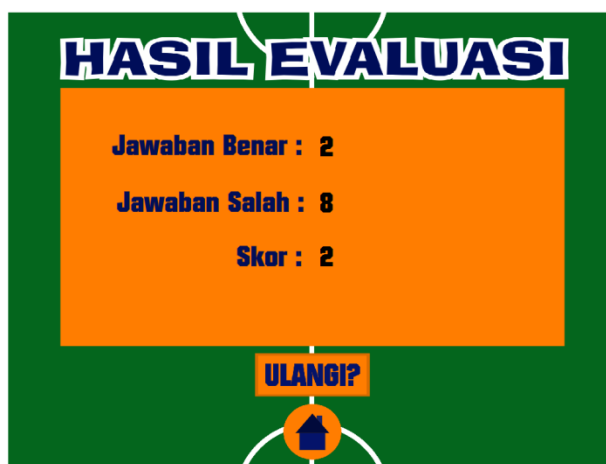 HASIL EVALUASI
Jawaban Benar : 2
Jawaban Salah : 8
Skor : 2
ULANGI?